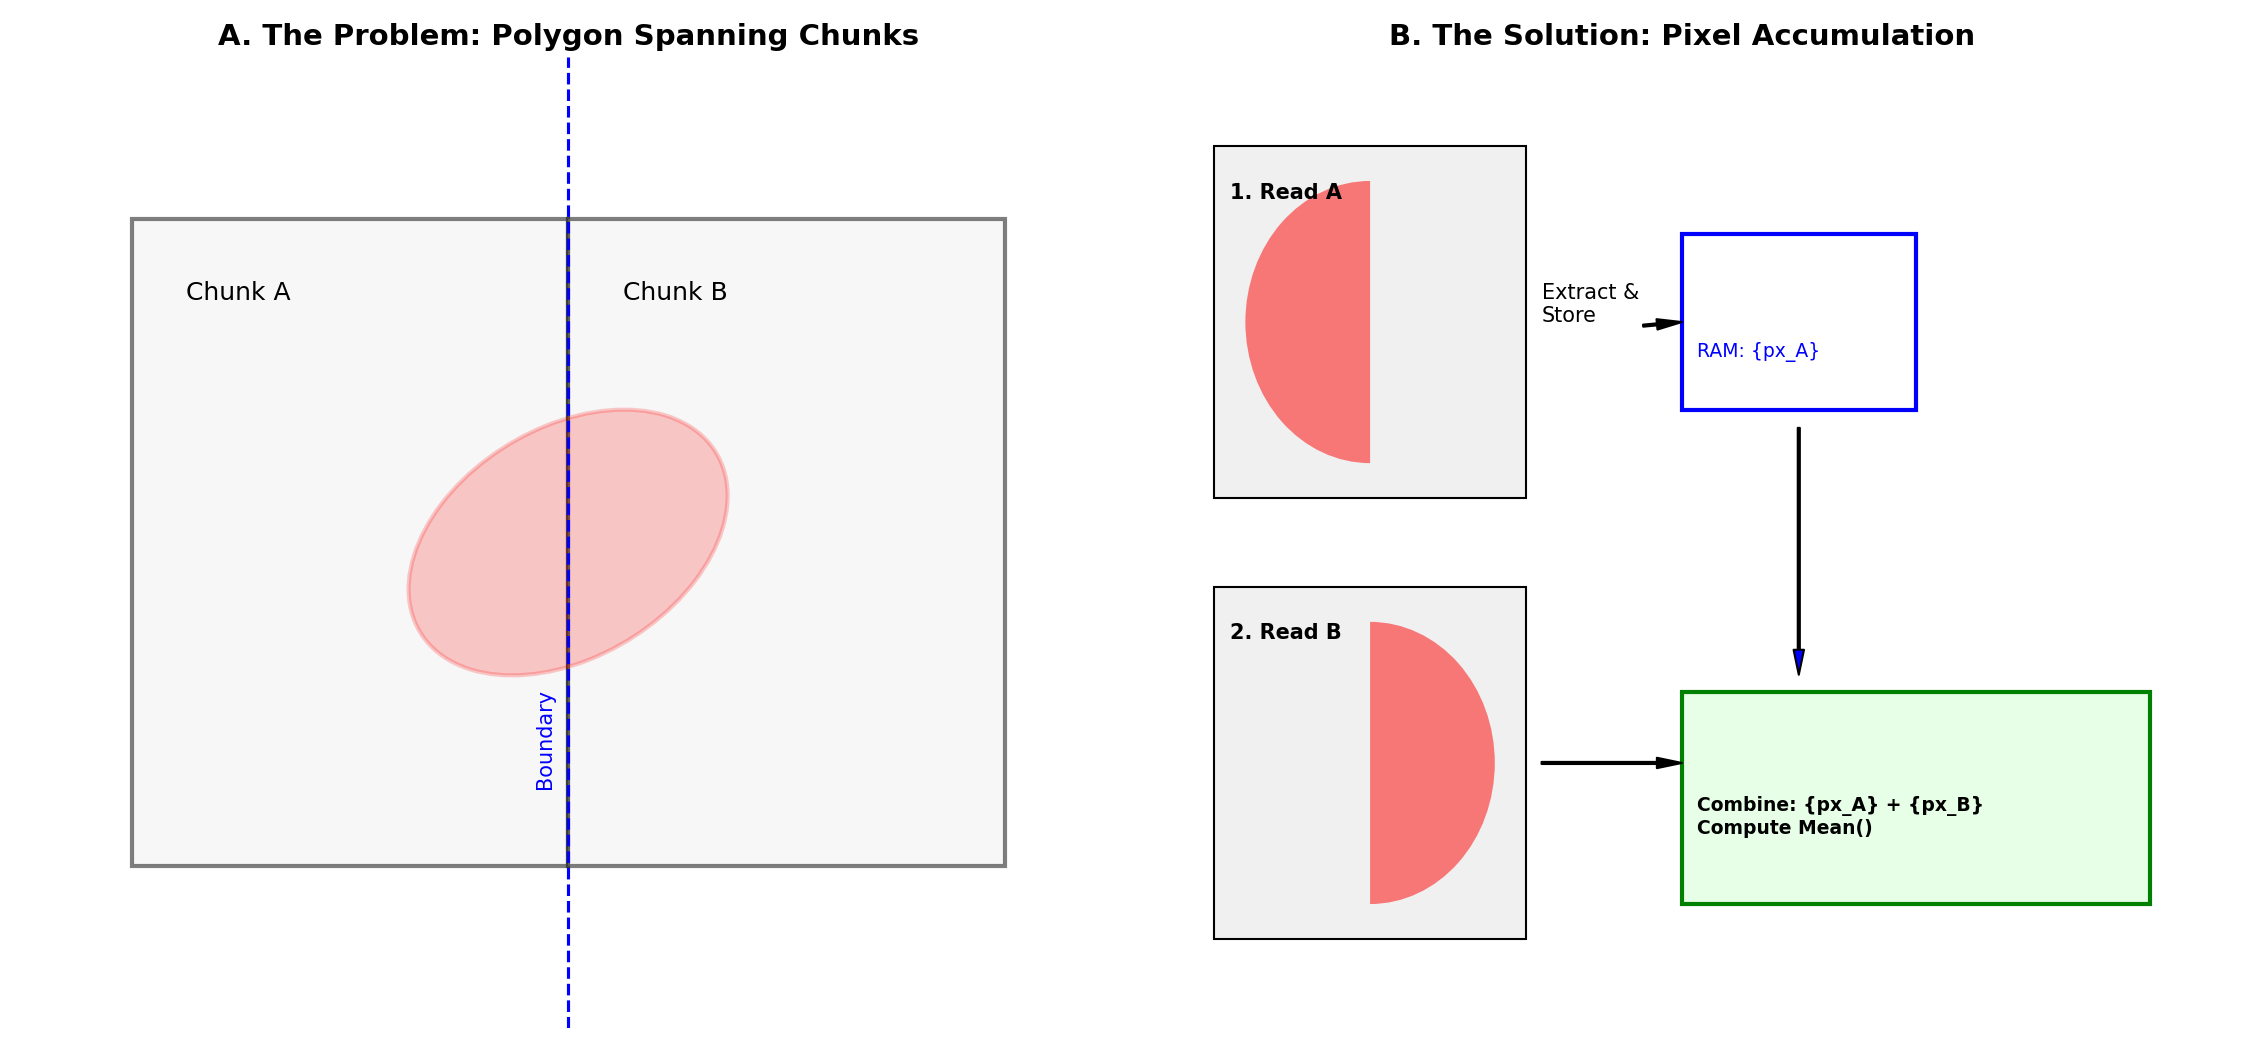 A. The Problem: Polygon Spanning Chunks
Chunk A
Chunk B
Boundary
B. The Solution: Pixel Accumulation
1. Read A
Extract &
Store
RAM: {px_A}
2. Read B
Combine: {px_A} + {px_B}
Compute Mean()